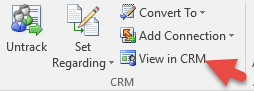 Untrack
Set
Regarding
Convert To
Add Connection
View in CRM
CRM